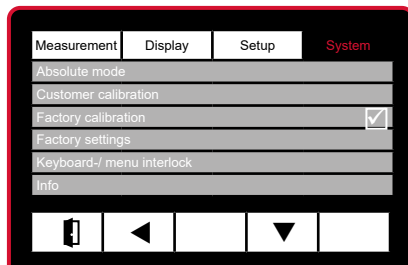 Measurement Display Setup System
Absolute mode
Customer calibration
Factory calibration
Factory settings
Keyboard-/ menu interlock
Info